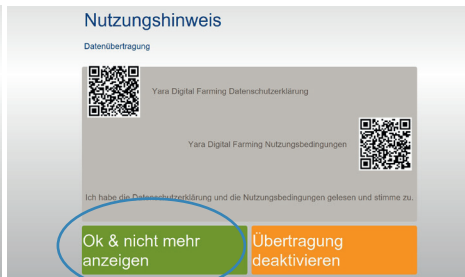 Nutzungshinweis
Datenübertragung
Yara Digital Farming Datenschutzerklärung
Yara Digital Farming Nutzungsbedingungen
Ich habe die Datenschutzerklärung und die Nutzungsbedingungen gelesen und stimme zu.
Ok & nicht mehr
anzeigen
Übertragung
deaktivieren